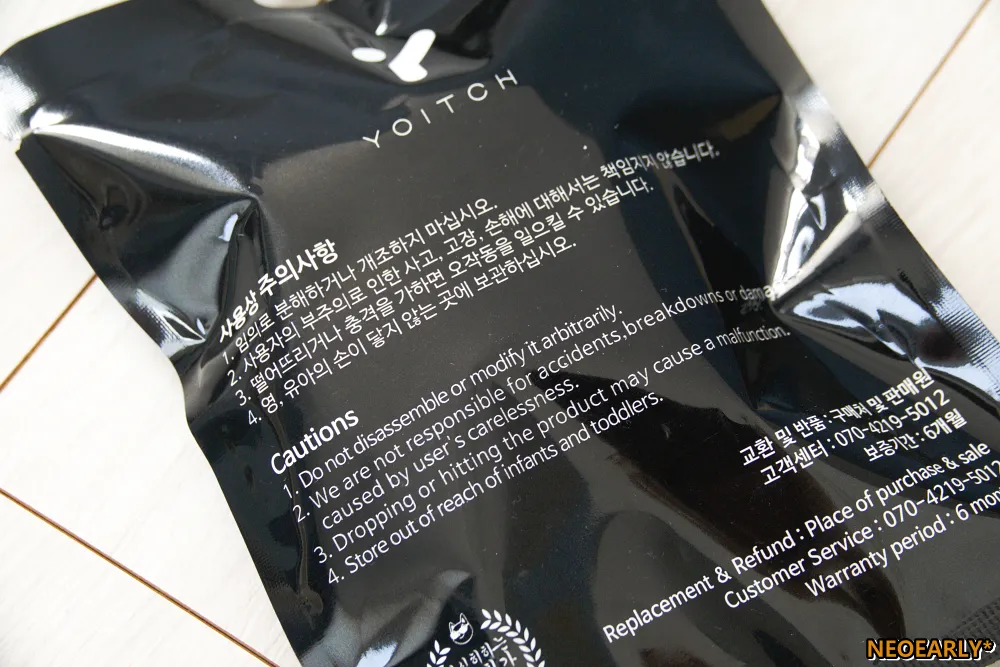 YOITCH
사용상 주의사항
1. 임의로 분해하거나 개조하지 마십시오.
2. 사용자의 부주의로 인한 사고, 고장, 손해에 대해서는 책임지지 않습니다.
3. 떨어뜨리거나 충격을 가하면 오작동을 일으킬 수 있습니다.
4. 영. 유아의 손이 닿지 않는 곳에 보관하십시오.
Cautions
1. Do not disassemble or modify it arbitrarily.
2. We are not responsible for accidents, breakdowns or dama
caused by user's carelessness.
3. Dropping or hitting the product may cause a malfunction.
4. Store out of reach of infants and toddlers.
교환 및 반품 : 구매처 및 판매원
고객센터 : 070-4219-5012
보증기간 : 6개월
Replacement & Refund : Place of purchase & sale
Customer Service : 070-4219-5012
Warranty period : 6 mon
NEOEARLY*